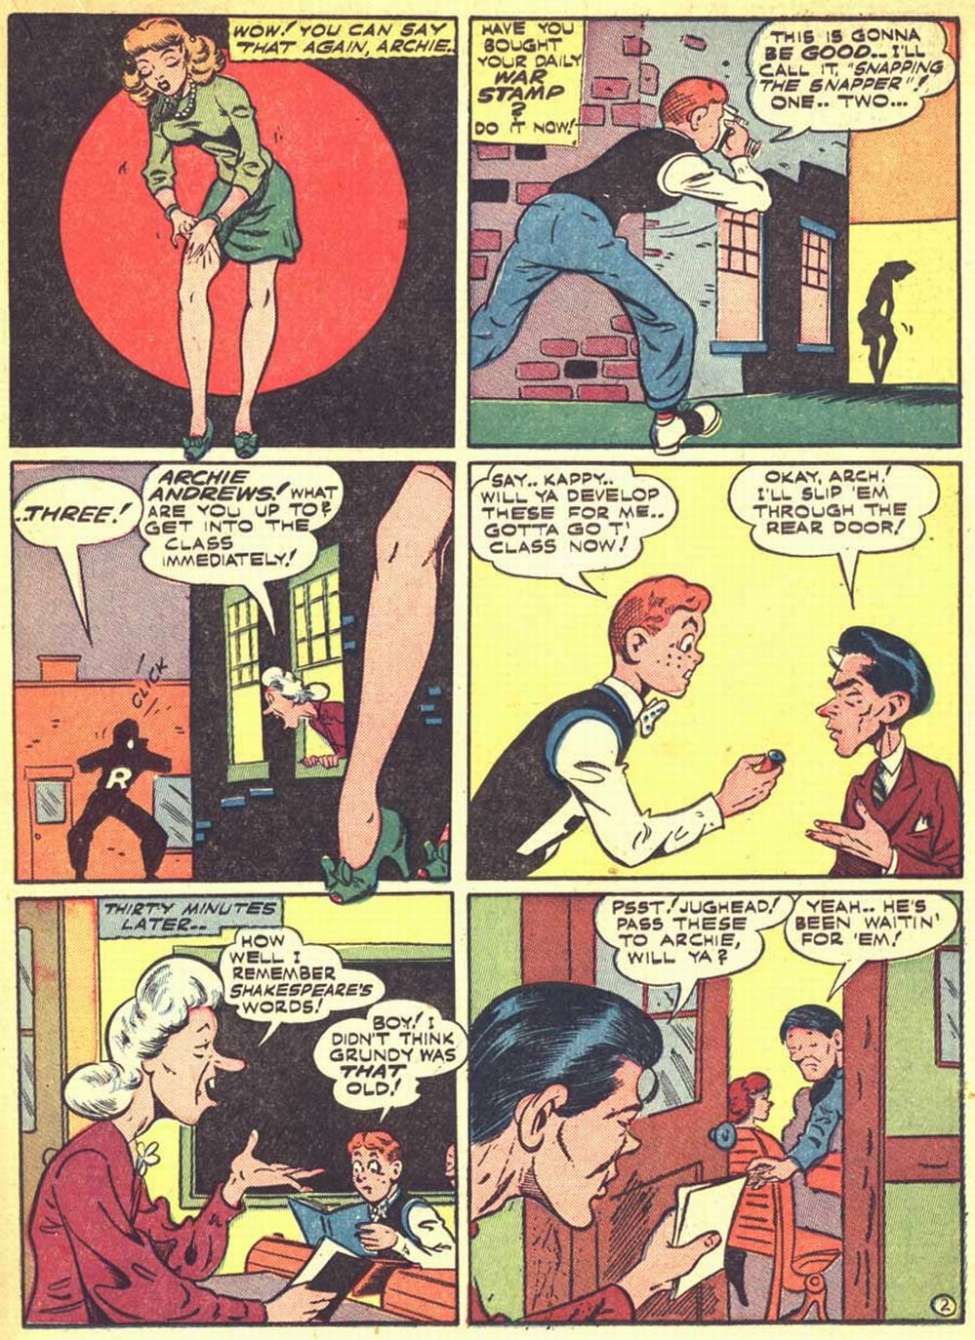 WOW! YOU CAN SAY
THAT AGAIN, ARCHIE..
HAVE YOU
BOUGHT
YOUR DAILY
WAR
STAMP
?
DO IT NOW!
THIS IS GONNA
BE GOOD.. I'LL
CALL IT, "SNAPPING
THE SNAPPER"!
ONE.. TWO...
..THREE!
ARCHIE
ANDREWS! WHAT
ARE YOU UP TO?
GET INTO THE
CLASS
IMMEDIATELY!
CLICK
R
SAY.. KAPPY..
WILL YA DEVELOP
THESE FOR ME..
GOTTA GO T'
CLASS NOW!
OKAY, ARCH!
I'LL SLIP 'EM
THROUGH THE
REAR DOOR!
THIRTY MINUTES
LATER..
HOW
WELL I
REMEMBER
SHAKESPEARE'S
WORDS!
BOY! I
DIDN'T THINK
GRUNDY WAS
THAT
OLD!
PSST! JUGHEAD!
PASS THESE
TO ARCHIE,
WILL YA?
YEAH.. HE'S
BEEN WAITIN'
FOR 'EM!
2